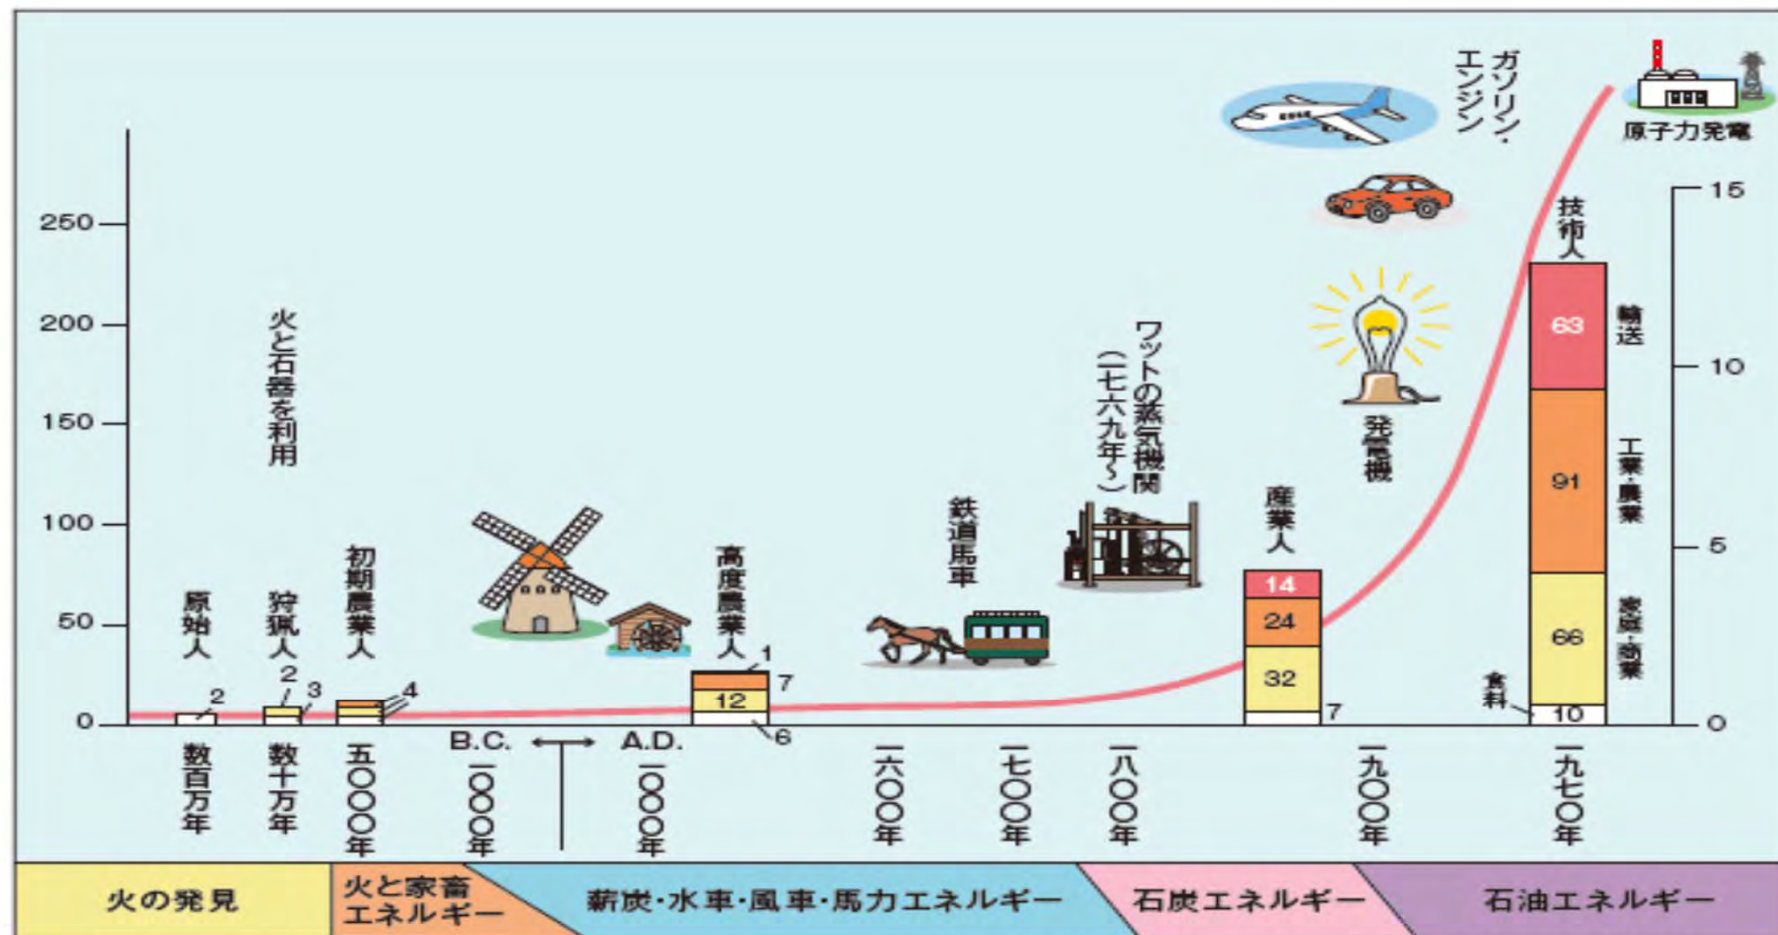 ガソリン・
エンジン
原子力発電
250
200
150
100
50
0
15
10
5
0
火と石器を利用
原始人
2
狩猟人
2
3
初期農業人
4
高度農業人
1
7
12
6
鉄道馬車
ワットの蒸気機関
(一七六九年~)
産業人
14
24
32
7
発電機
技術人
63
輸送
91
工業・農業
66
家庭・商業
食料
10
数百万年
数十万年
五〇〇〇年
B.C.
一〇〇〇年
A.D.
一〇〇〇年
一六〇〇年
一七〇〇年
一八〇〇年
一九〇〇年
一九七〇年
火の発見
火と家畜
エネルギー
薪炭・水車・風車・馬力エネルギー
石炭エネルギー
石油エネルギー